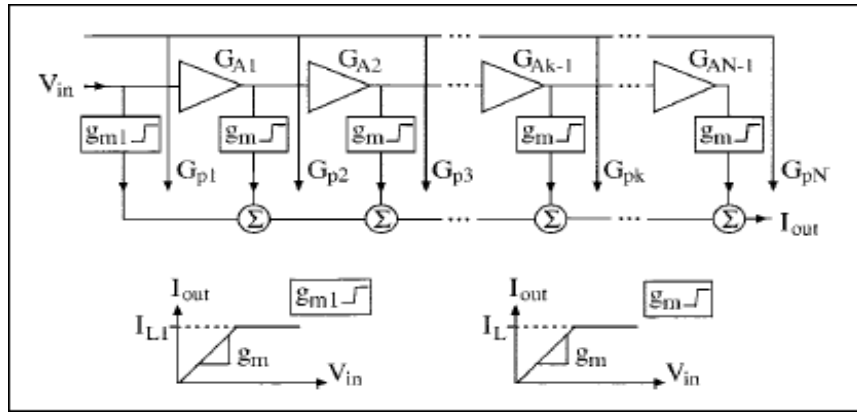 G_A1 G_A2 ... G_Ak-1 ... G_AN-1
V_in
g_m1 g_m g_m g_m g_m
G_p1 G_p2 G_p3 ... G_pk ... G_pN
Σ Σ ... Σ ... Σ I_out
I_out g_m1 I_out g_m
I_L1 g_m V_in I_L g_m V_in